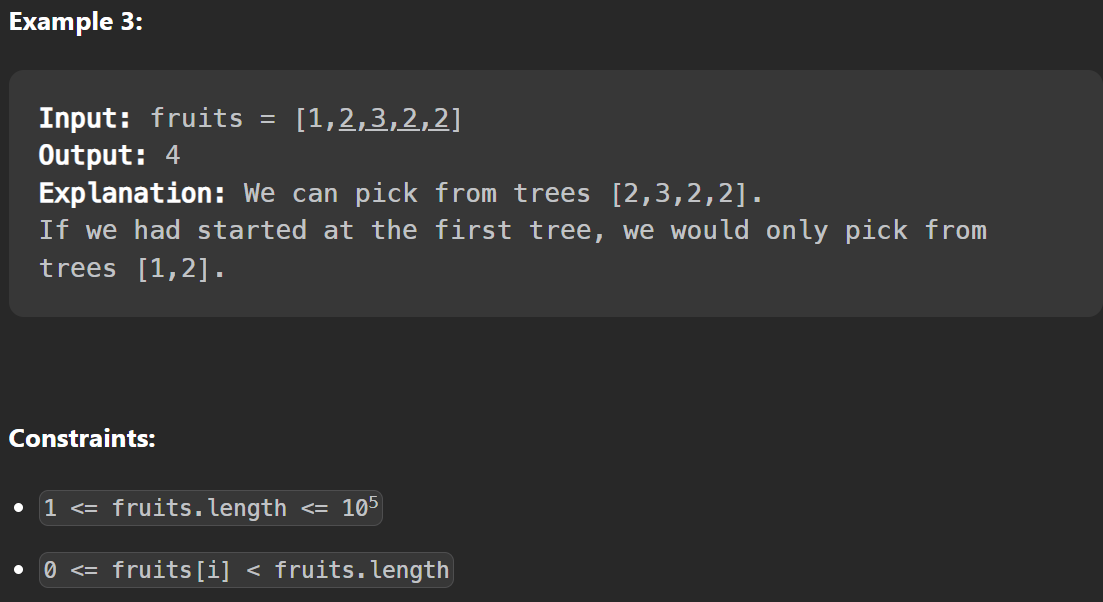 Example 3:
Input: fruits = [1,2,3,2,2]
Output: 4
Explanation: We can pick from trees [2,3,2,2].
If we had started at the first tree, we would only pick from
trees [1,2].
Constraints:
• 1 <= fruits.length <= 10⁵
• 0 <= fruits[i] < fruits.length